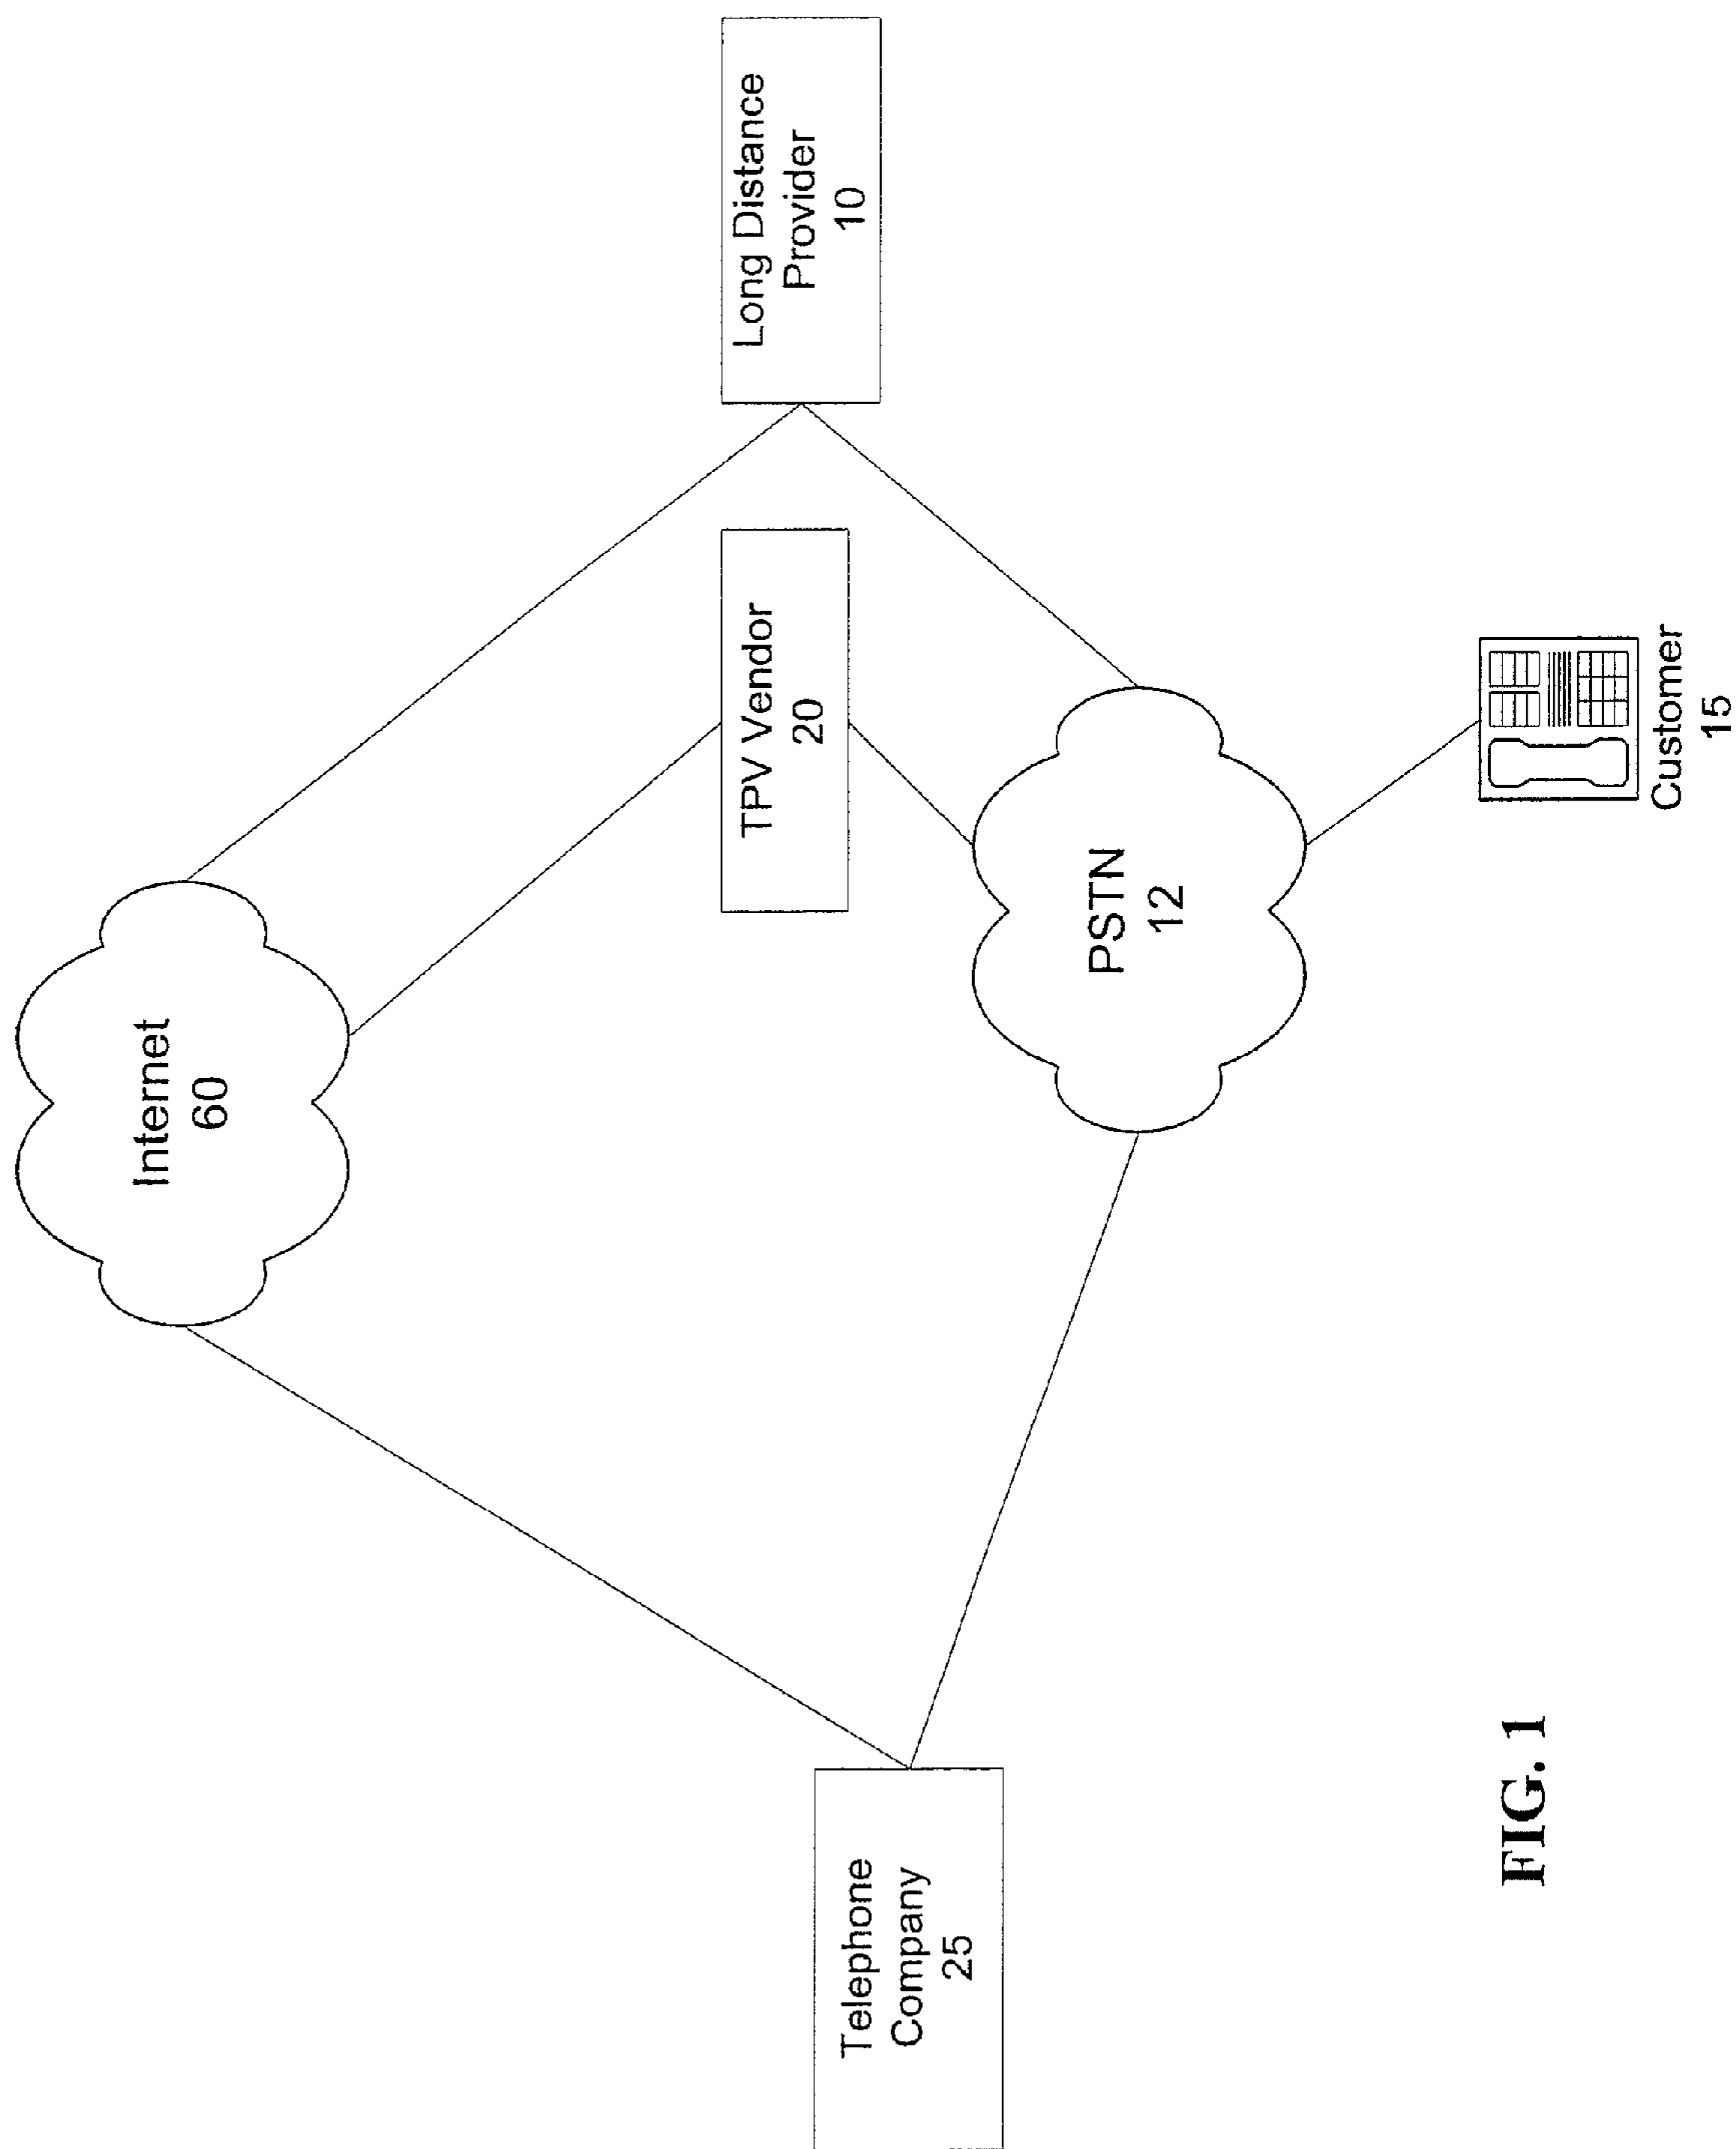 Internet
60
Telephone
Company
25
TPV Vendor
20
Long Distance
Provider
10
PSTN
12
Customer
15
FIG. 1